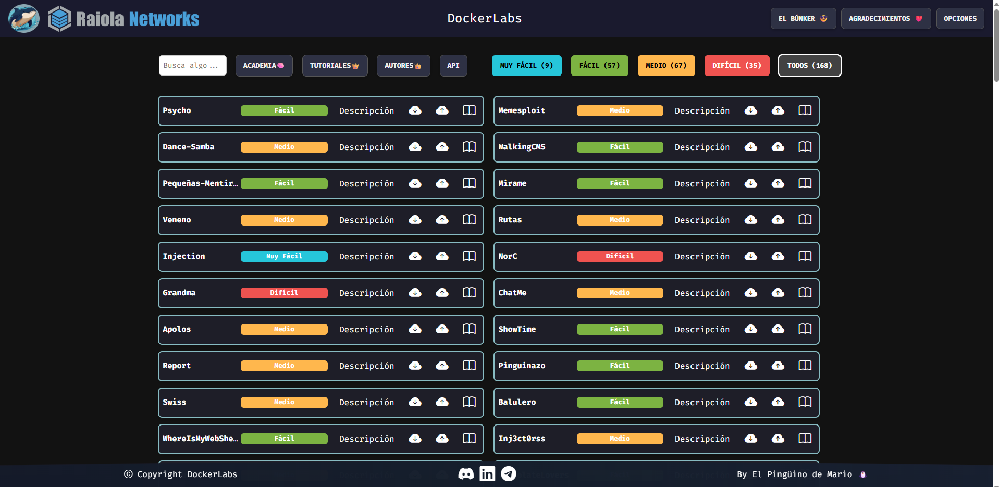 Raiola Networks
DockerLabs
EL BÚNKER 😎
AGRADECIMIENTOS ❤️
OPCIONES
Busca algo...
ACADEMIA🧠
TUTORIALES👑
AUTORES👑
API
MUY FÁCIL (9)
FÁCIL (57)
MEDIO (67)
DIFÍCIL (35)
TODOS (168)
Psycho Fácil Descripción
Memesploit Medio Descripción
Dance-Samba Medio Descripción
WalkingCMS Fácil Descripción
Pequeñas-Mentir… Fácil Descripción
Mirame Fácil Descripción
Veneno Medio Descripción
Rutas Medio Descripción
Injection Muy Fácil Descripción
NorC Difícil Descripción
Grandma Difícil Descripción
ChatMe Medio Descripción
Apolos Medio Descripción
ShowTime Fácil Descripción
Report Medio Descripción
Pinguinazo Fácil Descripción
Swiss Medio Descripción
Balulero Fácil Descripción
WhereIsMyWebShe… Fácil Descripción
Inj3ct0rss Medio Descripción
© Copyright DockerLabs
By El Pingüino de Mario 🐧